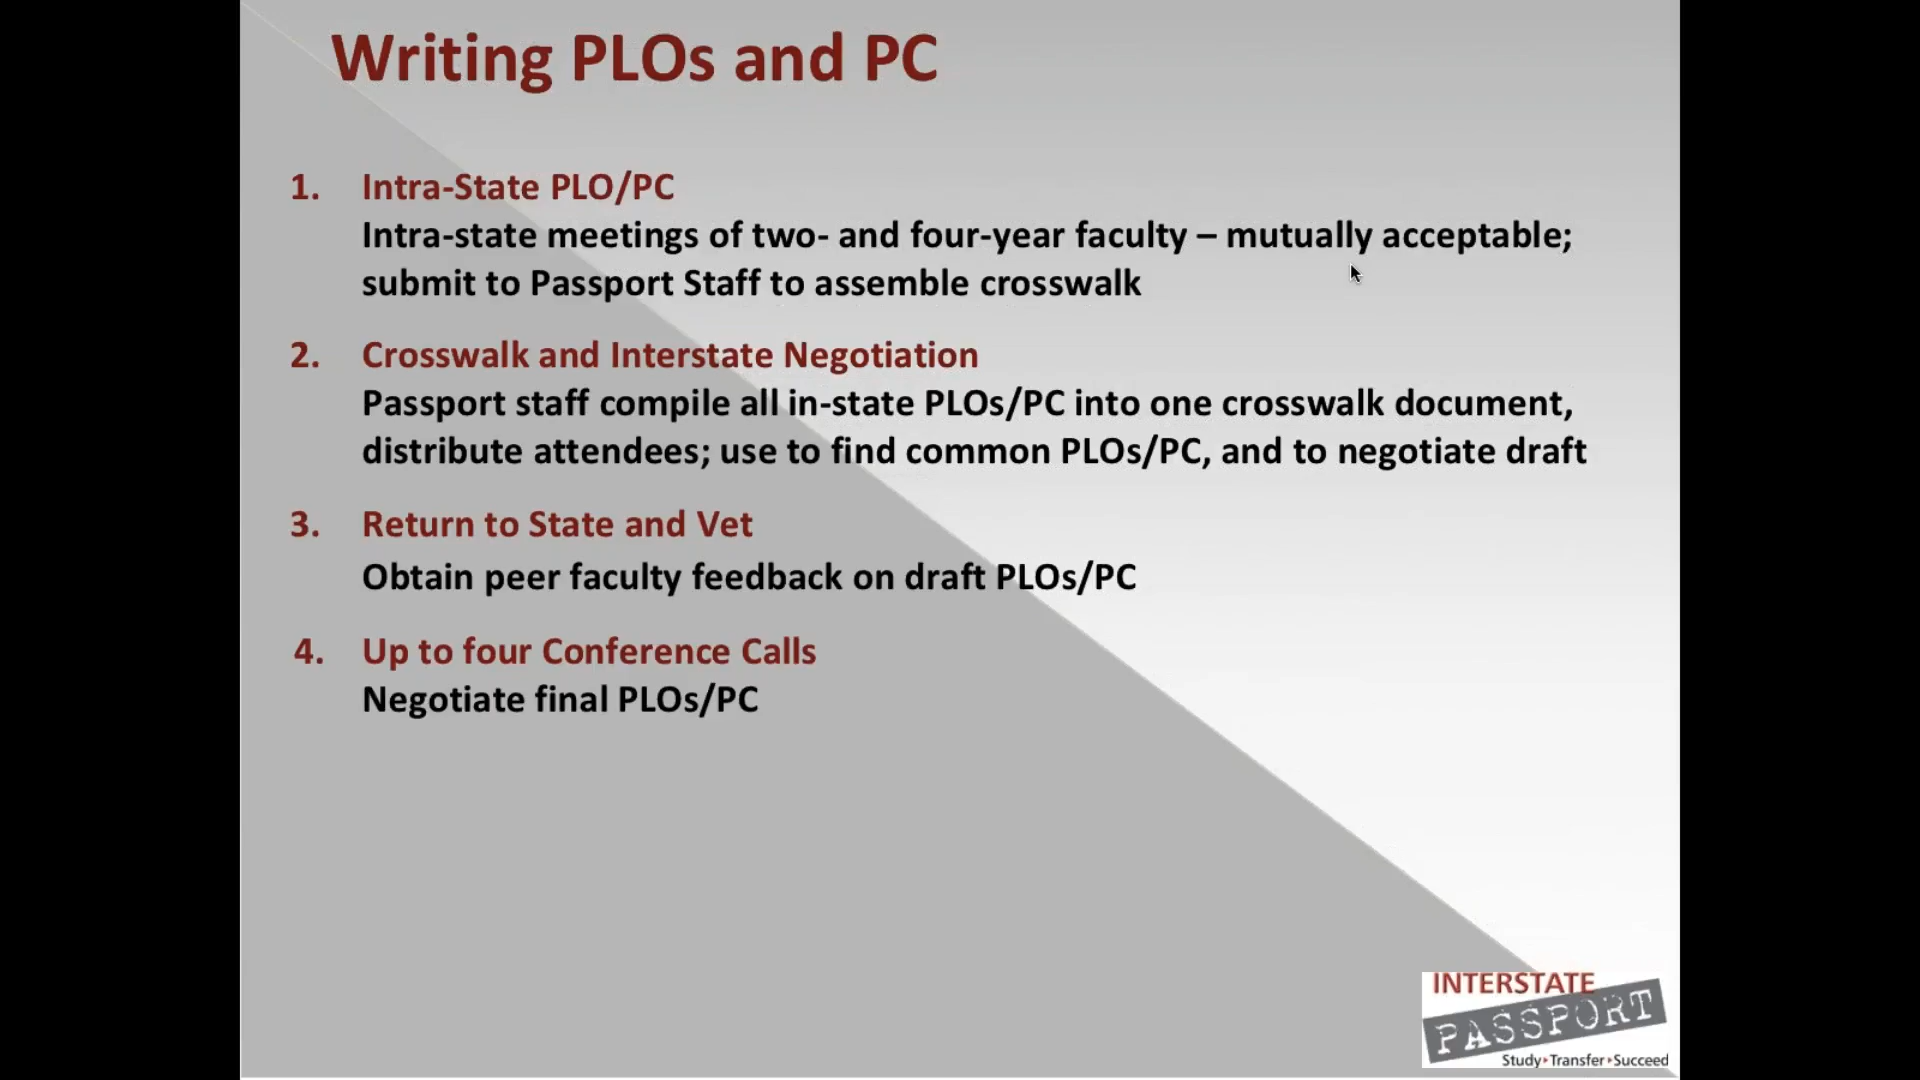 Writing PLOs and PC
1. Intra-State PLO/PC
Intra-state meetings of two- and four-year faculty – mutually acceptable;
submit to Passport Staff to assemble crosswalk
2. Crosswalk and Interstate Negotiation
Passport staff compile all in-state PLOs/PC into one crosswalk document,
distribute attendees; use to find common PLOs/PC, and to negotiate draft
3. Return to State and Vet
Obtain peer faculty feedback on draft PLOs/PC
4. Up to four Conference Calls
Negotiate final PLOs/PC
INTERSTATE
PASSPORT
Study‣Transfer‣Succeed